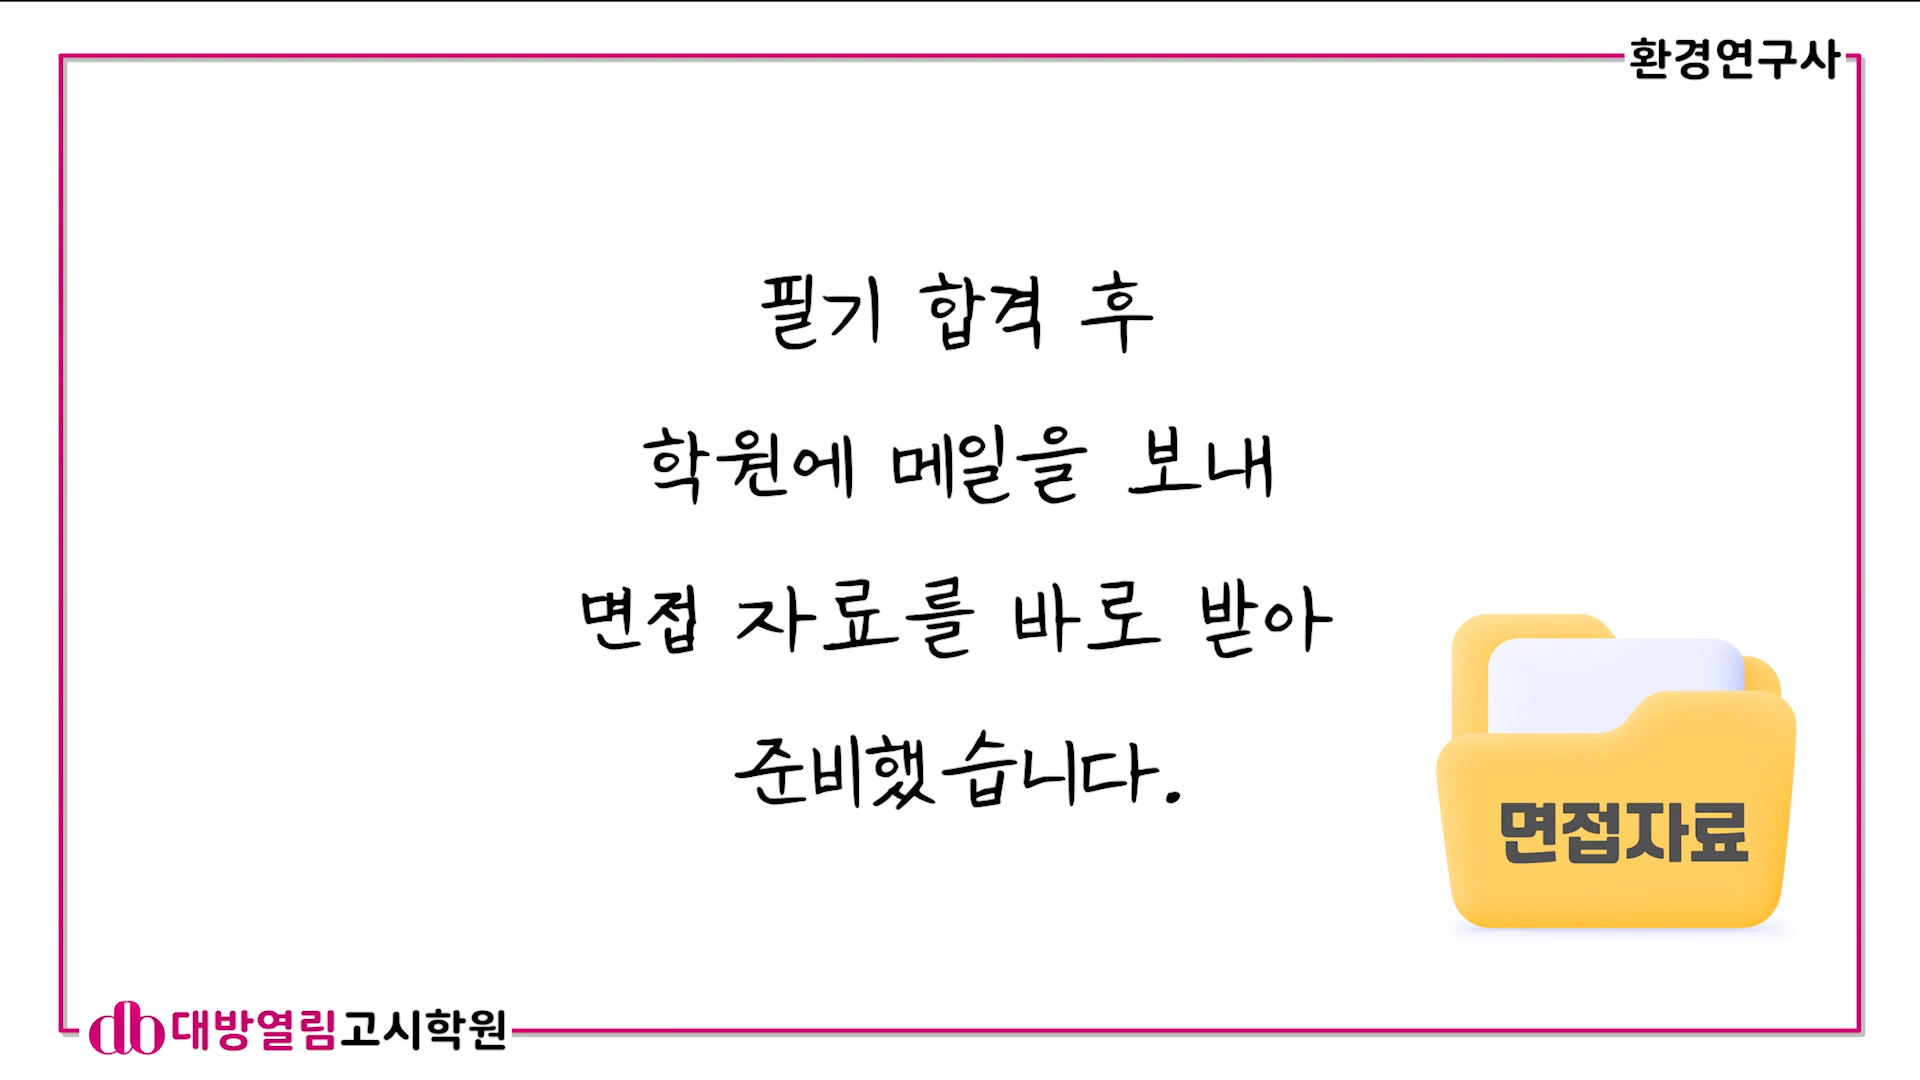 환경연구사
필기 합격 후
학원에 메일을 보내
면접 자료를 바로 받아
준비했습니다.
면접자료
db대방열림고시학원